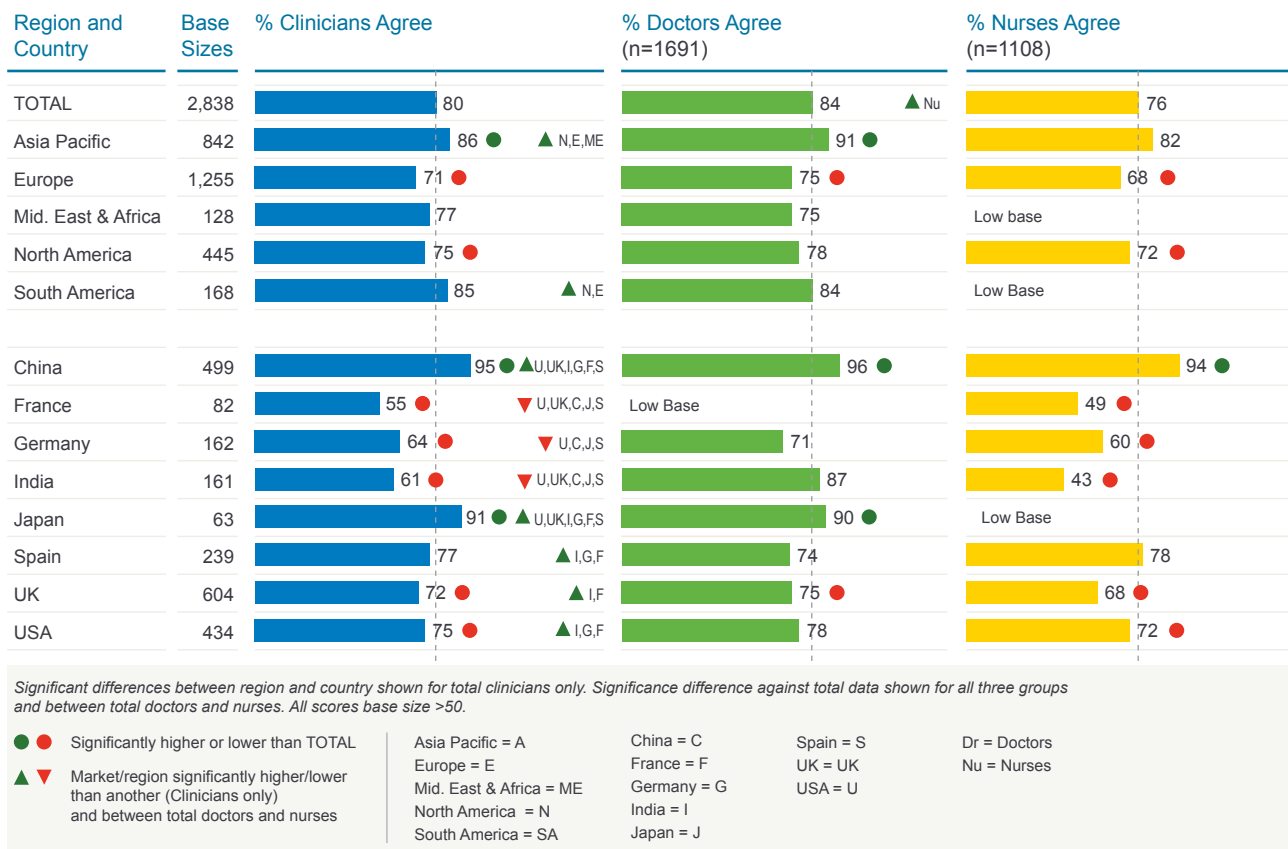 Region and Country Base Sizes % Clinicians Agree % Doctors Agree (n=1691) % Nurses Agree (n=1108)
TOTAL 2,838 80 84 Nu 76
Asia Pacific 842 86 N,E,ME 91 82
Europe 1,255 71 75 68
Mid. East & Africa 128 77 75 Low base
North America 445 75 78 72
South America 168 85 N,E 84 Low Base
China 499 95 U,UK,I,G,F,S 96 94
France 82 55 U,UK,C,J,S Low Base 49
Germany 162 64 U,C,J,S 71 60
India 161 61 U,UK,C,J,S 87 43
Japan 63 91 U,UK,I,G,F,S 90 Low Base
Spain 239 77 I,G,F 74 78
UK 604 72 I,F 75 68
USA 434 75 I,G,F 78 72
Significant differences between region and country shown for total clinicians only. Significance difference against total data shown for all three groups
and between total doctors and nurses. All scores base size >50.
Significantly higher or lower than TOTAL
Market/region significantly higher/lower
than another (Clinicians only)
and between total doctors and nurses
Asia Pacific = A
Europe = E
Mid. East & Africa = ME
North America = N
South America = SA
China = C
France = F
Germany = G
India = I
Japan = J
Spain = S
UK = UK
USA = U
Dr = Doctors
Nu = Nurses